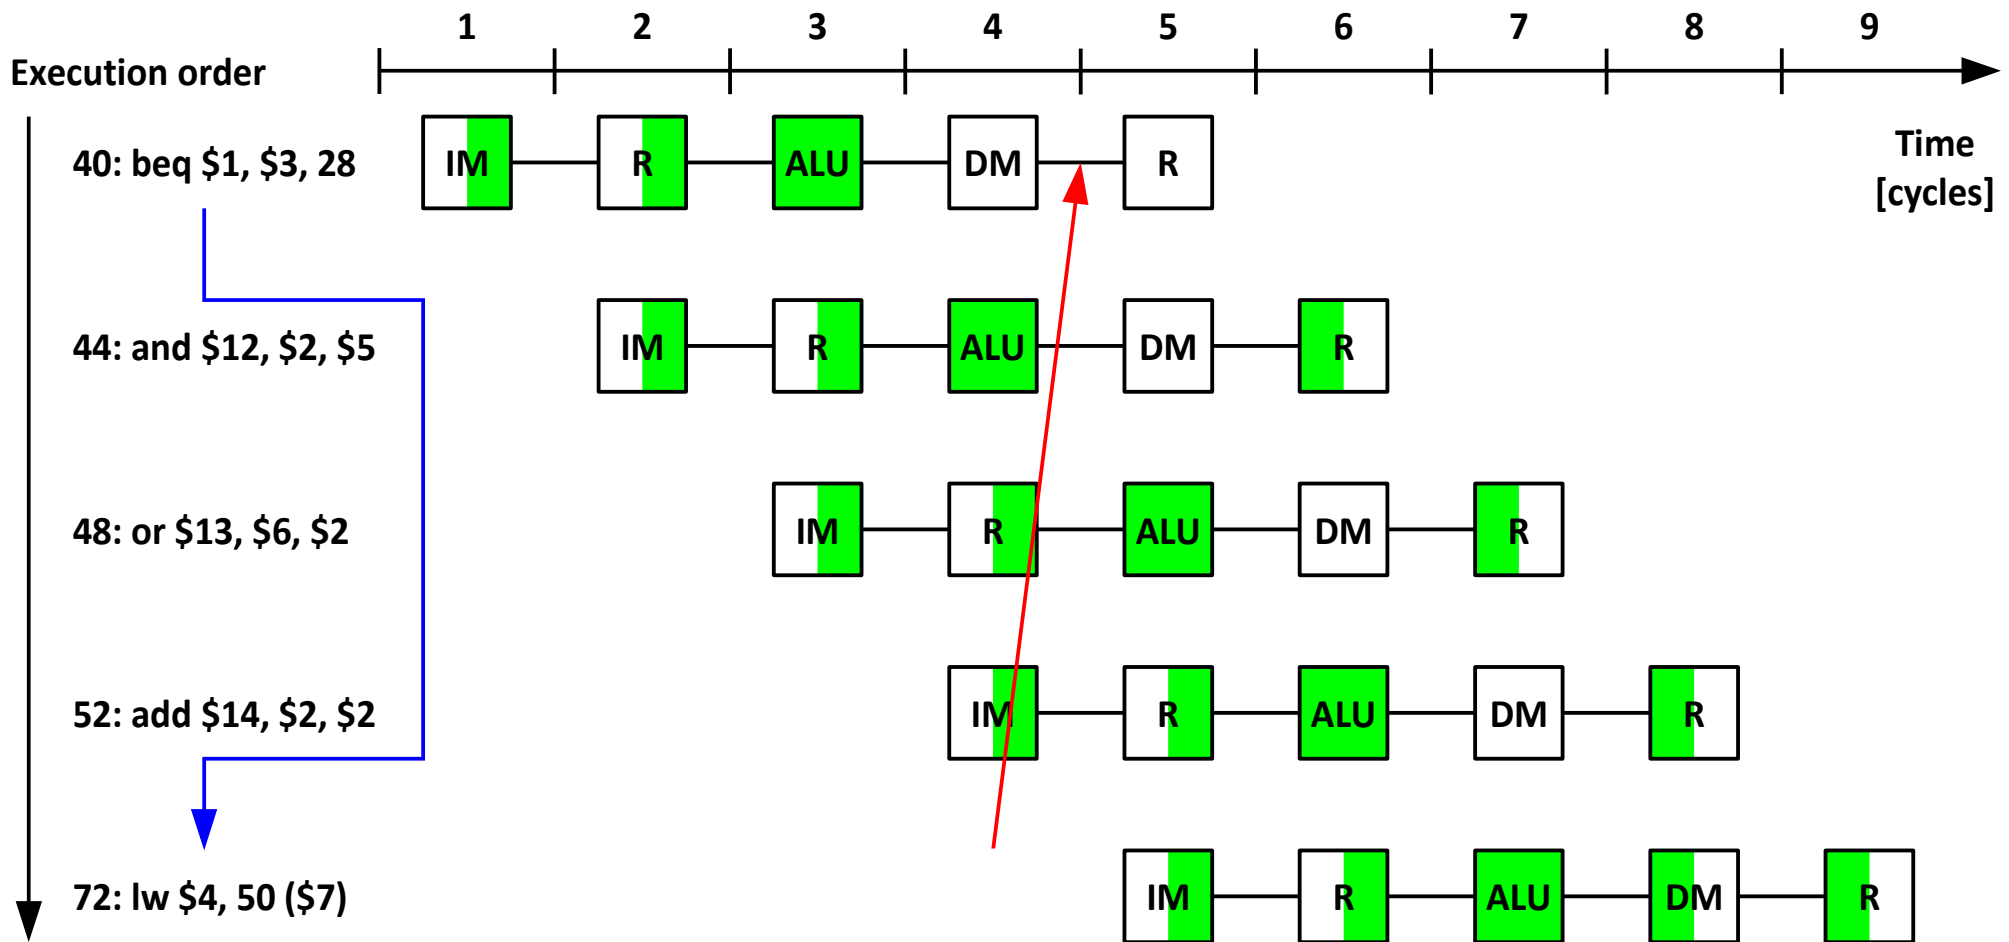 1 2 3 4 5 6 7 8 9
Execution order
Time
[cycles]
40: beq $1, $3, 28 IM R ALU DM R
44: and $12, $2, $5 IM R ALU DM R
48: or $13, $6, $2 IM R ALU DM R
52: add $14, $2, $2 IM R ALU DM R
72: lw $4, 50 ($7) IM R ALU DM R